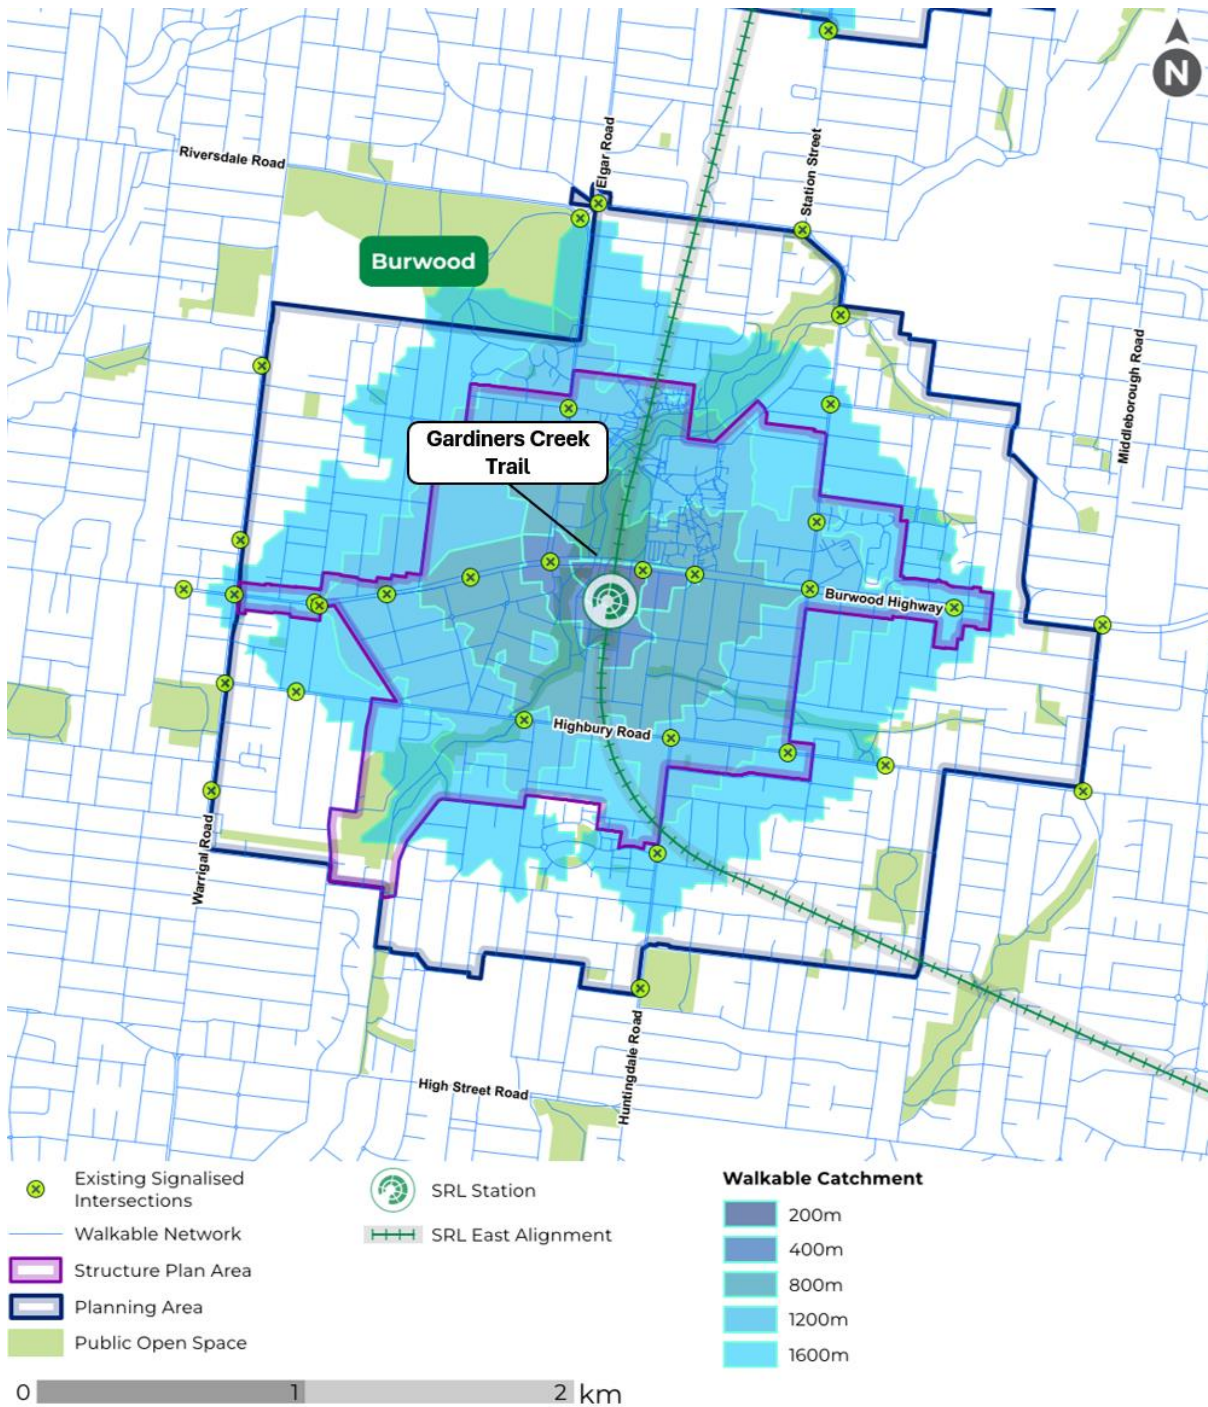 N
Riversdale Road
Elgar Road
Station Street
Burwood
Middleborough Road
Gardiners Creek
Trail
Burwood Highway
Highbury Road
Warrigal Road
High Street Road
Huntingdale Road
Existing Signalised
Intersections
Walkable Network
Structure Plan Area
Planning Area
Public Open Space
SRL Station
SRL East Alignment
Walkable Catchment
200m
400m
800m
1200m
1600m
0 1 2 km